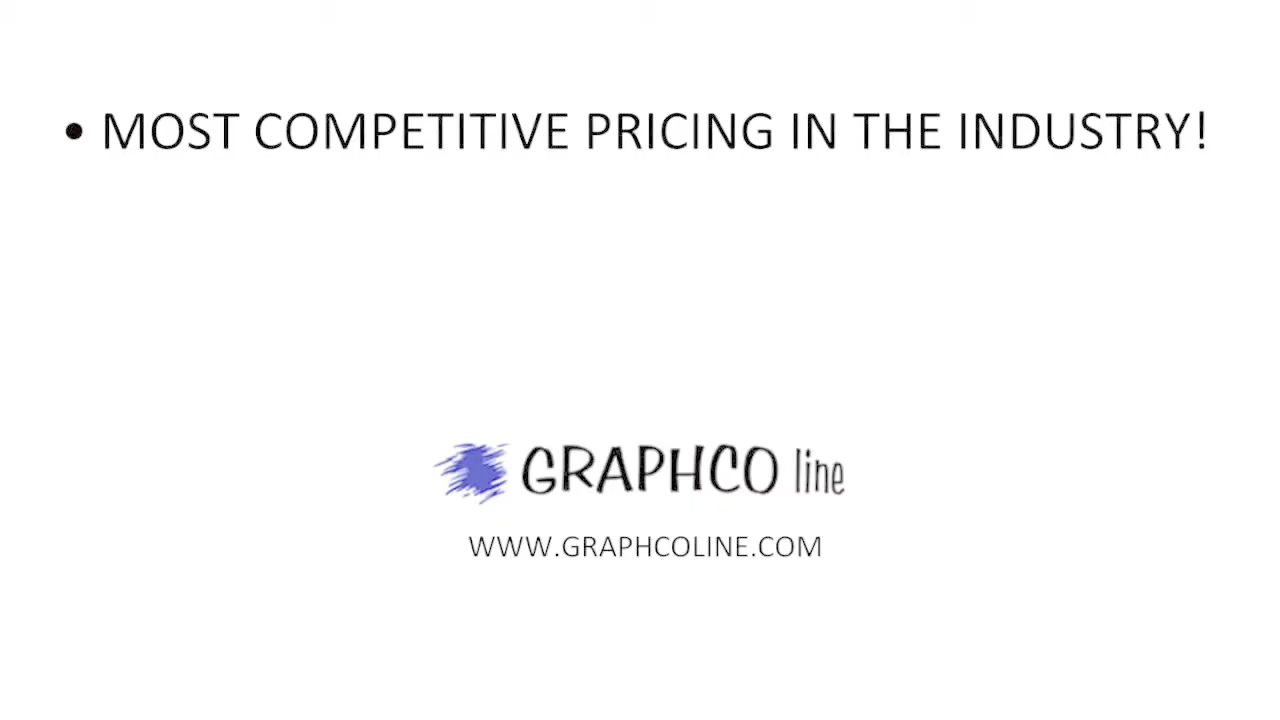 • MOST COMPETITIVE PRICING IN THE INDUSTRY!
GRAPHCO line
WWW.GRAPHCOLINE.COM